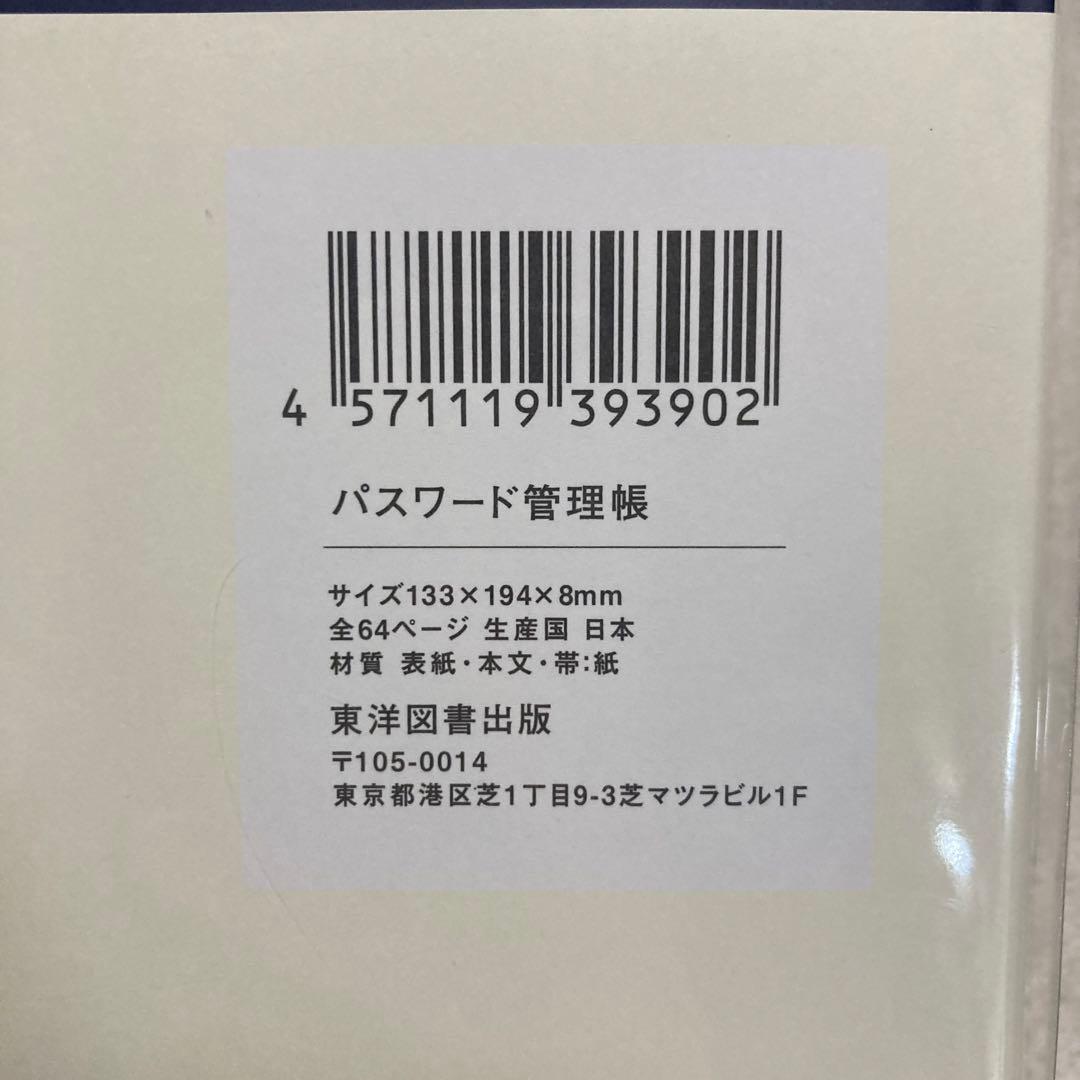 4 571119 393902
パスワード管理帳
サイズ133×194×8mm
全64ページ 生産国 日本
材質 表紙・本文・帯:紙
東洋図書出版
〒105-0014
東京都港区芝1丁目9-3芝マツラビル1F